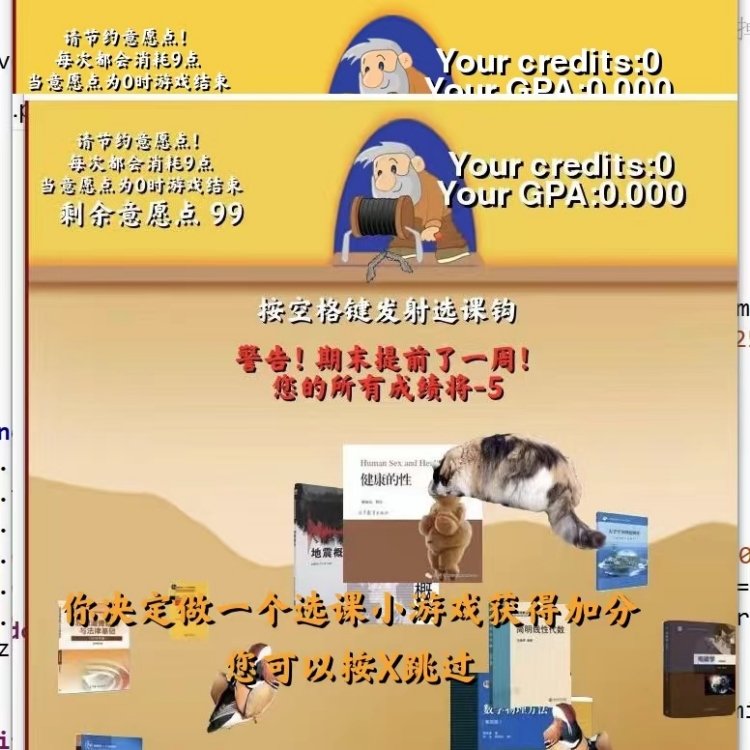 请节约意愿点!
每次都会消耗9点
当意愿点为0时游戏结束
Your credits:0
Your GPA:0.000
请节约意愿点!
每次都会消耗9点
当意愿点为0时游戏结束
剩余意愿点 99
Your credits:0
Your GPA:0.000
按空格键发射选课钩
警告!期末提前了一周!
您的所有成绩将-5
Human Sex and
健康的性
地震概
概
你决定做一个选课小游戏获得加分
与法律基础
简明线性代数
您可以按X跳过
电磁学
数学物理方法